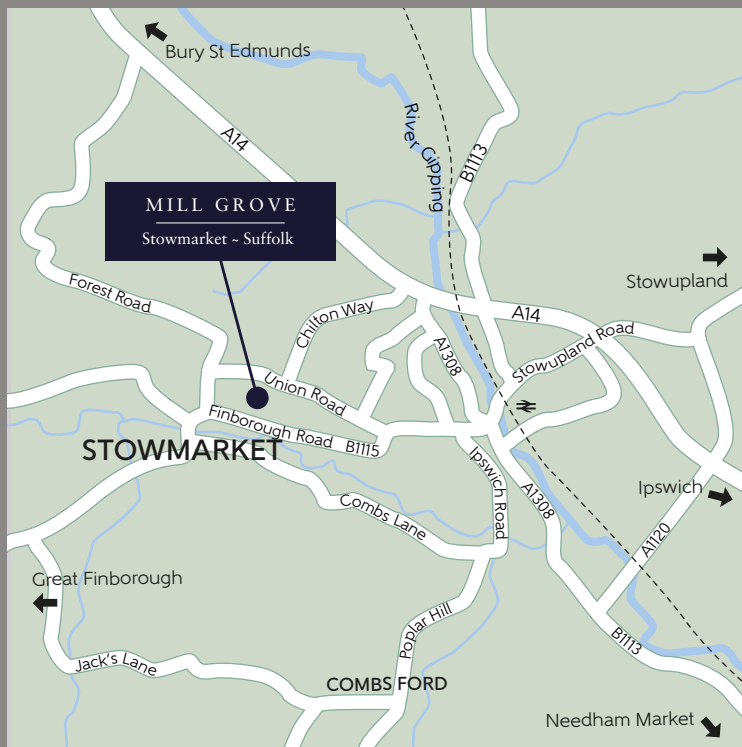 Bury St Edmunds
A14
River Gipping
B1113
MILL GROVE
Stowmarket ~ Suffolk
Stowupland
Forest Road
Chilton Way
A14
A1308
Stowupland Road
Union Road
Finborough Road B1115
STOWMARKET
Ipswich Road
Ipswich
A1308
Combs Lane
A1120
Great Finborough
Poplar Hill
B1113
Jack's Lane
COMBS FORD
Needham Market